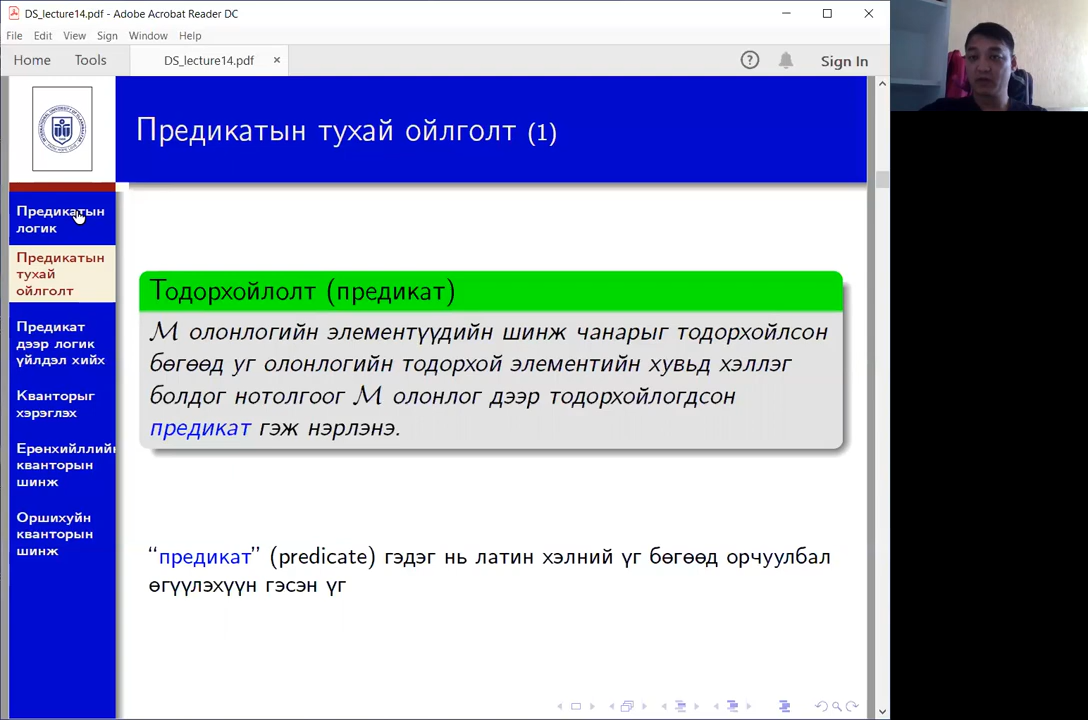 DS_lecture14.pdf - Adobe Acrobat Reader DC
File Edit View Sign Window Help
Home Tools DS_lecture14.pdf × ? Sign In
Предикатын тухай ойлголт (1)
Предикатын
логик
Предикатын
тухай
ойлголт
Предикат
дээр логик
үйлдэл хийх
Кванторыг
хэрэглэх
Ерөнхийллийн
кванторын
шинж
Оршихуйн
кванторын
шинж
Тодорхойлолт (предикат)
ℳ олонлогийн элементүүдийн шинж чанарыг тодорхойлсон
бөгөөд уг олонлогийн тодорхой элементийн хувьд хэллэг
болдог нотолгоог ℳ олонлог дээр тодорхойлогдсон
предикат гэж нэрлэнэ.
“предикат” (predicate) гэдэг нь латин хэлний үг бөгөөд орчуулбал
өгүүлэхүүн гэсэн үг